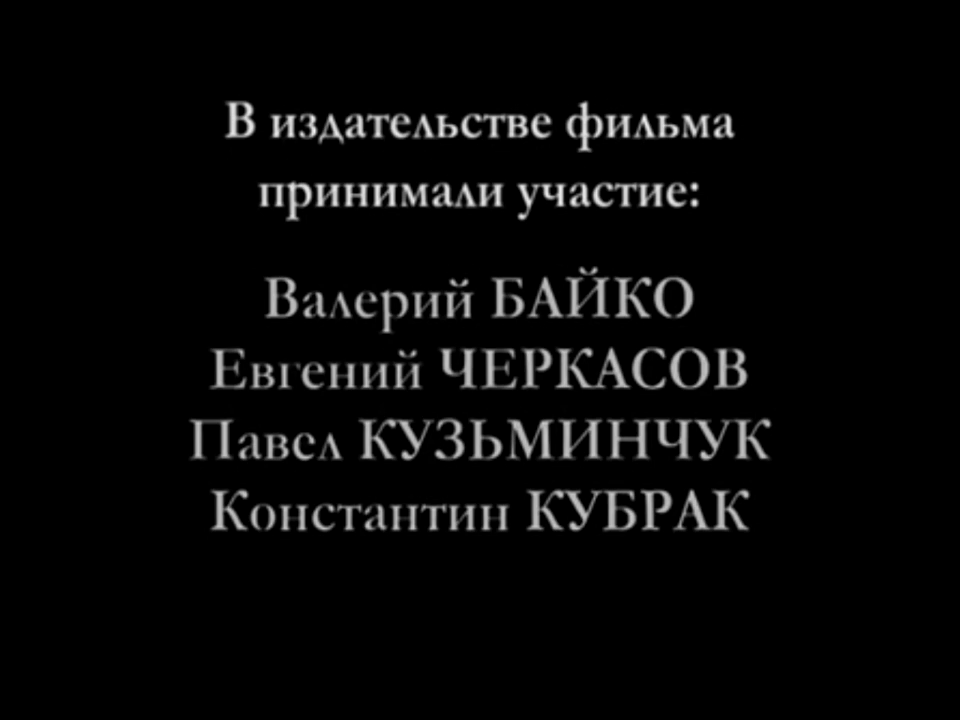 В издательстве фильма
принимали участие:
Валерий БАЙКО
Евгений ЧЕРКАСОВ
Павел КУЗЬМИНЧУК
Константин КУБРАК